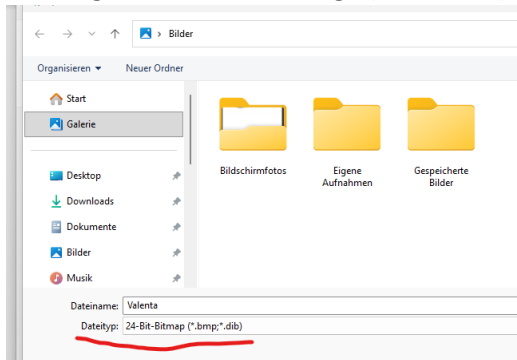 Bilder
Organisieren
Neuer Ordner
Start
Galerie
Desktop
Downloads
Dokumente
Bilder
Musik
Bildschirmfotos
Eigene
Aufnahmen
Gespeicherte
Bilder
Dateiname: Valenta
Dateityp: 24-Bit-Bitmap (*.bmp;*.dib)